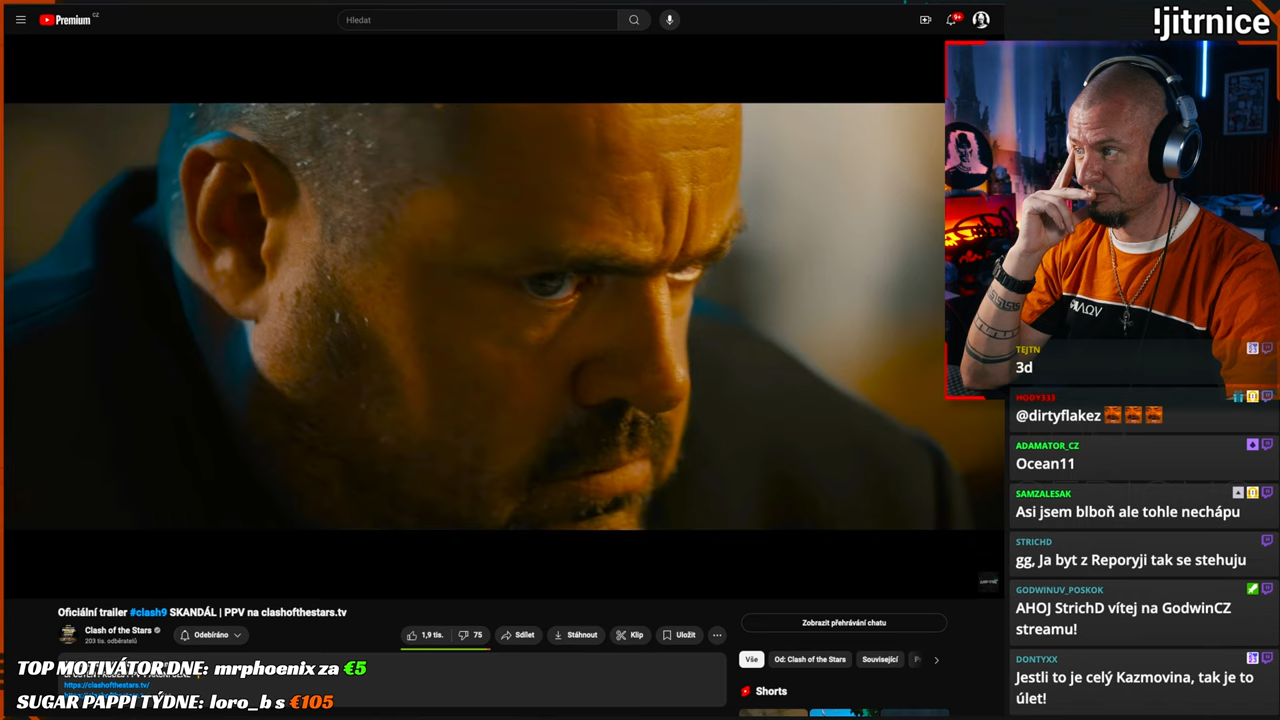 Premium CZ
Hledat
9+
!jitrnice
TEJTN
3d
HGDY333
@dirtyflakez
ADAMATOR_CZ
Ocean11
SAMZALESAK
Asi jsem blboň ale tohle nechápu
STRICHD
gg, Ja byt z Reporyji tak se stehuju
GODWINUV_POSKOK
AHOJ StrichD vítej na GodwinCZ
streamu!
DONTYXX
Jestli to je celý Kazmovina, tak je to
úlet!
Oficiální trailer #clash9 SKANDÁL | PPV na clashofthestars.tv
Clash of the Stars
203 tis. odběratelů
Odebíráno
1,9 tis.
75
Sdílet
Stáhnout
Klip
Uložit
Zobrazit přehrávání chatu
Vše
Od: Clash of the Stars
Související
Shorts
TOP MOTIVÁTOR DNE: mrphoenix za €5
https://clashofthestars.tv/
SUGAR PAPPI TÝDNE: loro_b s €105